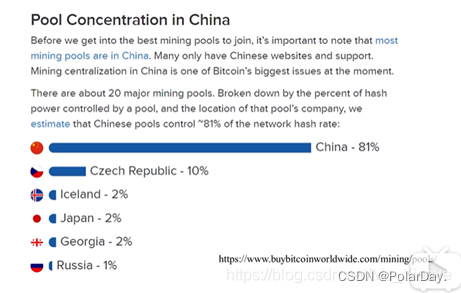 Pool Concentration in China
Before we get into the best mining pools to join, it's important to note that most
mining pools are in China. Many only have Chinese websites and support.
Mining centralization in China is one of Bitcoin's biggest issues at the moment.
There are about 20 major mining pools. Broken down by the percent of hash
power controlled by a pool, and the location of that pool's company, we
estimate that Chinese pools control ~81% of the network hash rate:
China - 81%
Czech Republic - 10%
Iceland - 2%
Japan - 2%
Georgia - 2%
Russia - 1%
https://www.buybitcoinworldwide.com/mining/pools/
CSDN @PolarDay.